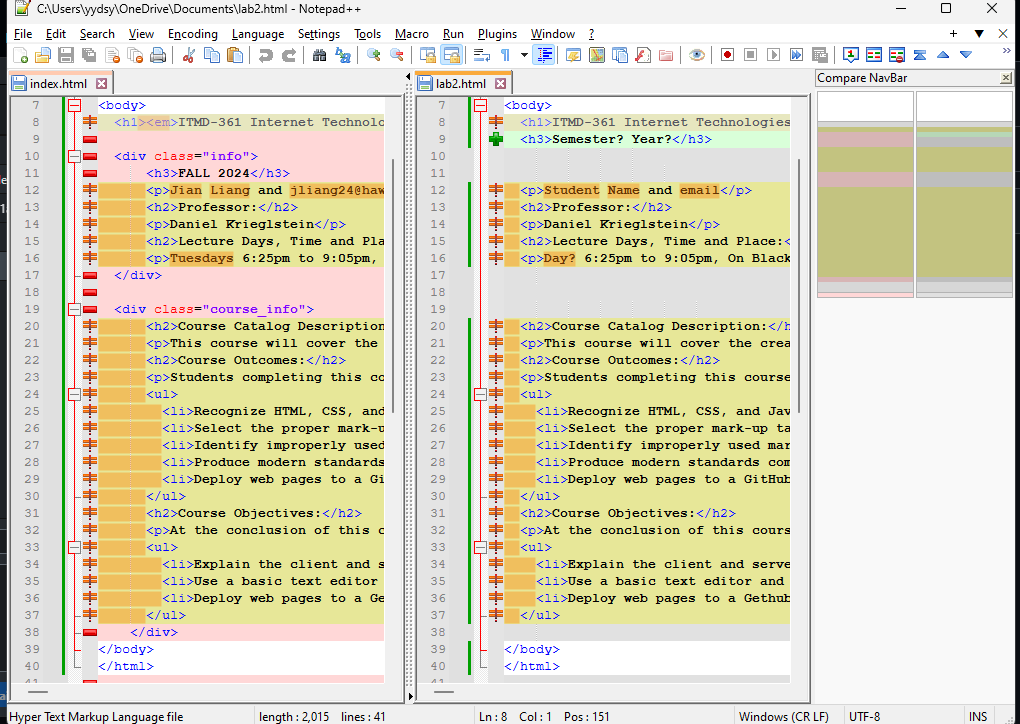 C:\Users\yydsy\OneDrive\Documents\lab2.html - Notepad++
File Edit Search View Encoding Language Settings Tools Macro Run Plugins Window ?
index.html
7 <body>
8 <h1><em>ITMD-361 Internet Technolo
9
10 <div class="info">
11 <h3>FALL 2024</h3>
12 <p>Jian Liang and jliang24@haw
13 <h2>Professor:</h2>
14 <p>Daniel Krieglstein</p>
15 <h2>Lecture Days, Time and Pla
16 <p>Tuesdays 6:25pm to 9:05pm,
17 </div>
18
19 <div class="course_info">
20 <h2>Course Catalog Description
21 <p>This course will cover the
22 <h2>Course Outcomes:</h2>
23 <p>Students completing this co
24 <ul>
25 <li>Recognize HTML, CSS, and
26 <li>Select the proper mark-u
27 <li>Identify improperly used
28 <li>Produce modern standards
29 <li>Deploy web pages to a Gi
30 </ul>
31 <h2>Course Objectives:</h2>
32 <p>At the conclusion of this c
33 <ul>
34 <li>Explain the client and s
35 <li>Use a basic text editor
36 <li>Deploy web pages to a Ge
37 </ul>
38 </div>
39 </body>
40 </html>
41
lab2.html
7 <body>
8 <h1>ITMD-361 Internet Technologies
9 <h3>Semester? Year?</h3>
10
11
12 <p>Student Name and email</p>
13 <h2>Professor:</h2>
14 <p>Daniel Krieglstein</p>
15 <h2>Lecture Days, Time and Place:<
16 <p>Day? 6:25pm to 9:05pm, On Black
17
18
19
20 <h2>Course Catalog Description:</h
21 <p>This course will cover the crea
22 <h2>Course Outcomes:</h2>
23 <p>Students completing this course
24 <ul>
25 <li>Recognize HTML, CSS, and Jav
26 <li>Select the proper mark-up ta
27 <li>Identify improperly used mar
28 <li>Produce modern standards com
29 <li>Deploy web pages to a GitHub
30 </ul>
31 <h2>Course Objectives:</h2>
32 <p>At the conclusion of this cours
33 <ul>
34 <li>Explain the client and serve
35 <li>Use a basic text editor and
36 <li>Deploy web pages to a Gethub
37 </ul>
38
39 </body>
40 </html>
41
Compare NavBar
Hyper Text Markup Language file length : 2,015 lines : 41 Ln : 8 Col : 1 Pos : 151 Windows (CR LF) UTF-8 INS